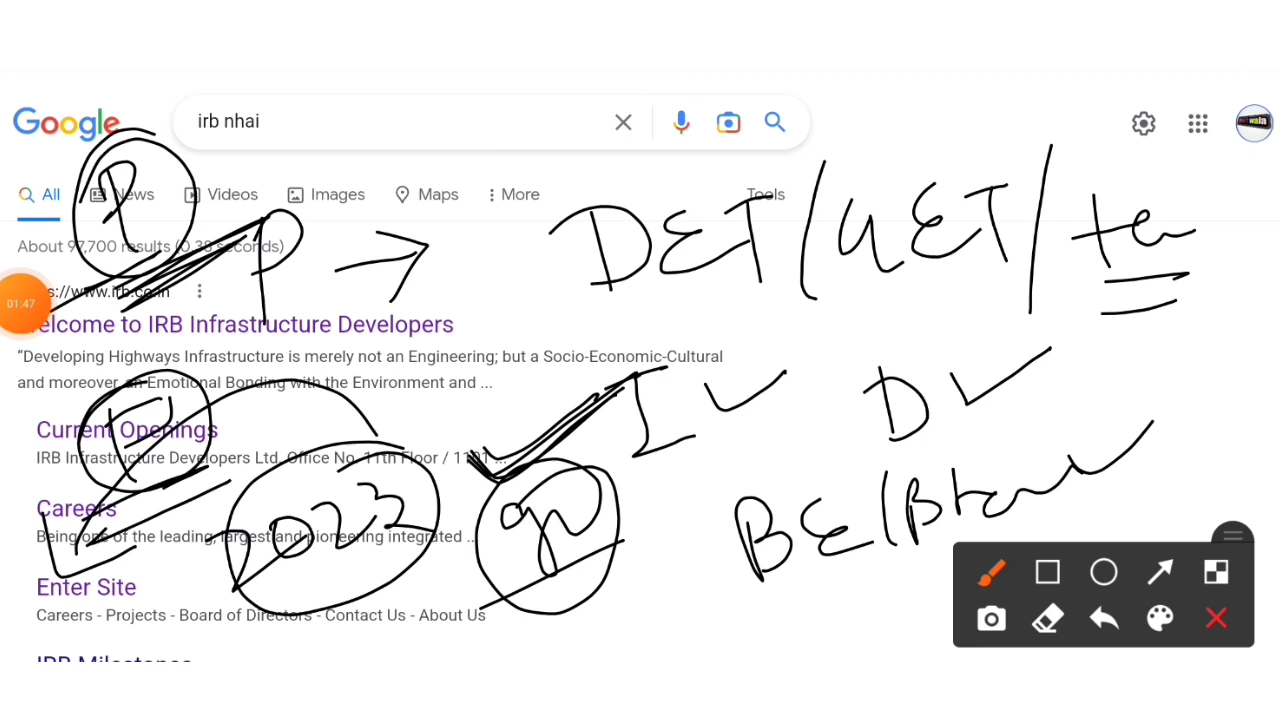 Google irb nhai
All News Videos Images Maps More Tools
P
About 97,700 results (0.38 seconds)
P → DET/GET/te
01:47 s://www.irb.co.in
elcome to IRB Infrastructure Developers
“Developing Highways Infrastructure is merely not an Engineering; but a Socio-Economic-Cultural
and moreover, an Emotional Bonding with the Environment and ...
I D
F
Current Openings
IRB Infrastructure Developers Ltd, Office No. 11th Floor / 1101 ...
Careers
2023
Being one of the leading, largest and pioneering integrated ...
BE/Btech
Enter Site
Careers - Projects - Board of Directors - Contact Us - About Us
IRB Milestones